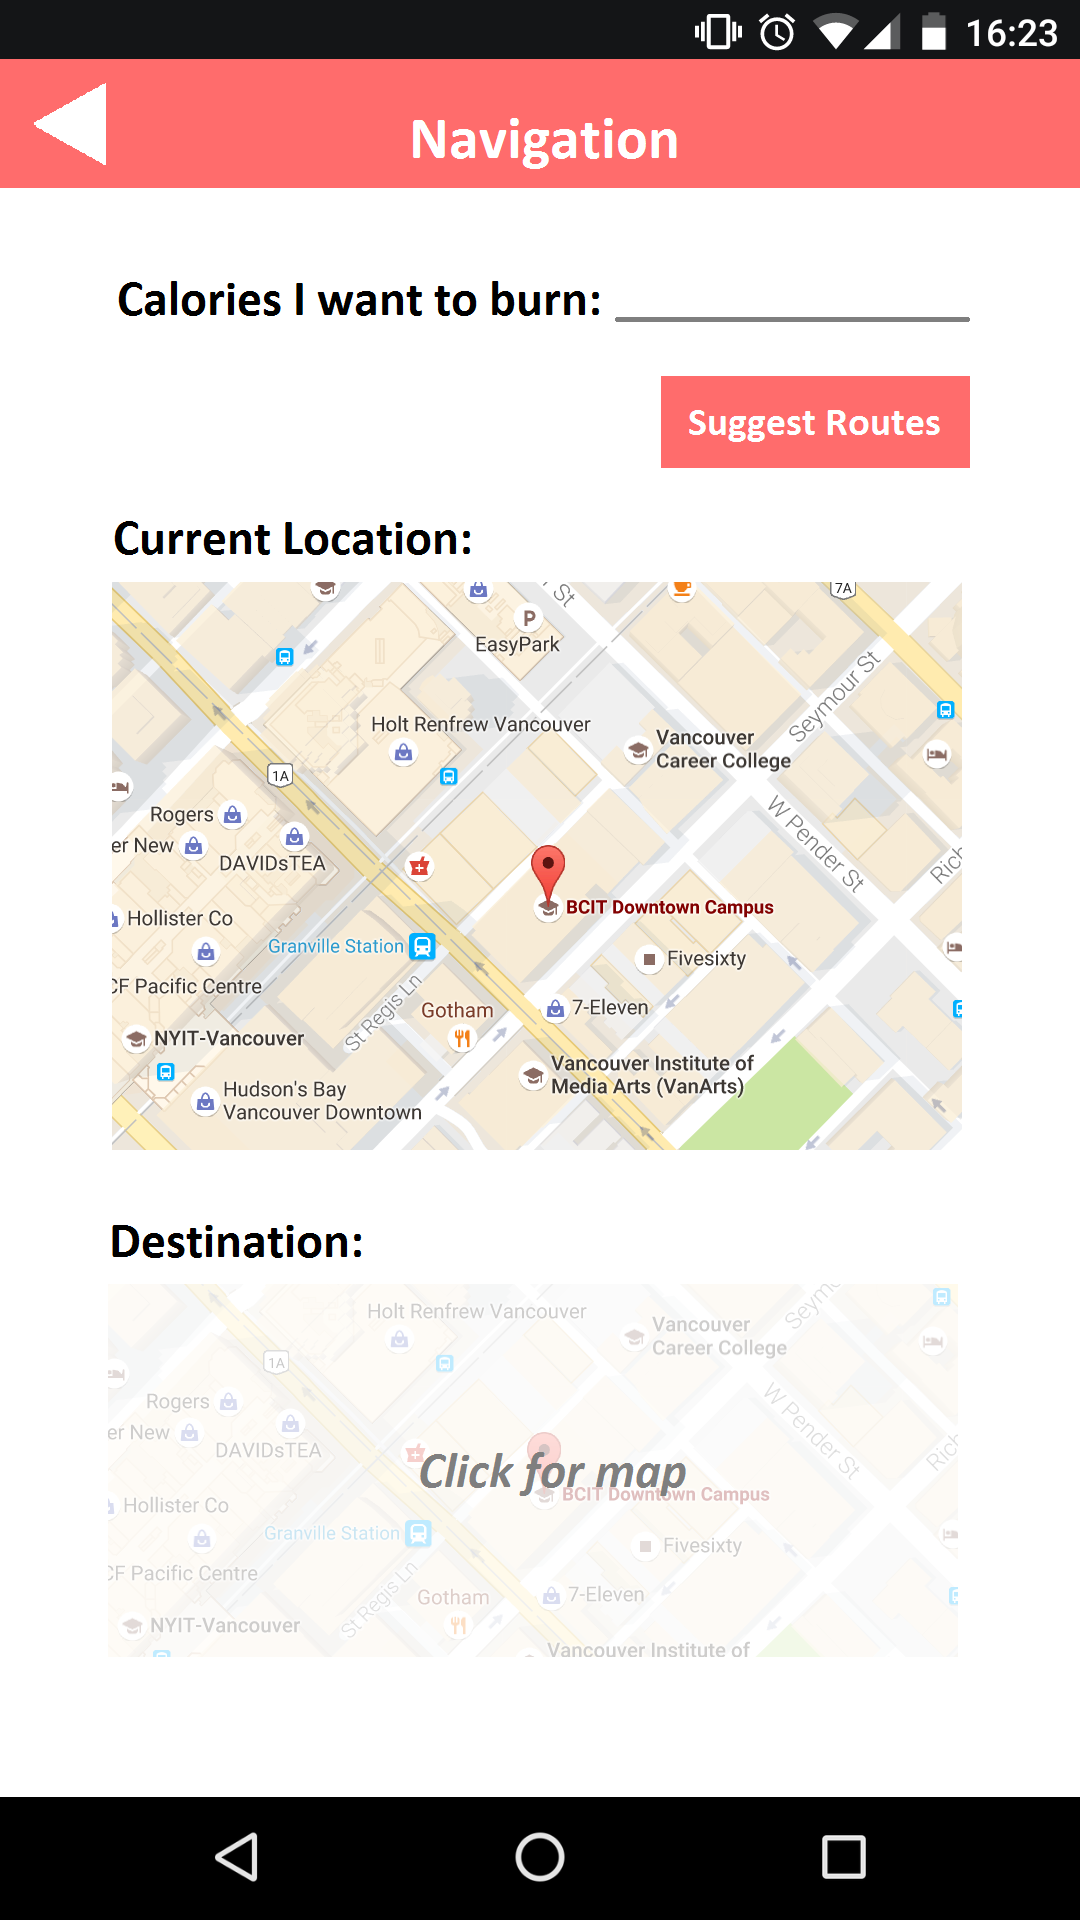 16:23
Navigation
Calories I want to burn:
Suggest Routes
Current Location:
St
7A
P
EasyPark
Seymour St
Holt Renfrew Vancouver
Vancouver
Career College
1A
W Pender St
Rogers
er New
DAVIDsTEA
Rich
BCIT Downtown Campus
Hollister Co
Granville Station
Fivesixty
CF Pacific Centre
St Regis Ln
Gotham
7-Eleven
NYIT-Vancouver
Vancouver Institute of
Media Arts (VanArts)
Hudson's Bay
Vancouver Downtown
Destination:
Holt Renfrew Vancouver
Seym
Vancouver
Career College
1A
W Pender St
Rogers
er New
DAVIDsTEA
Rich
Click for map
BCIT Downtown Campus
Hollister Co
Granville Station
Fivesixty
CF Pacific Centre
St Regis Ln
Gotham
7-Eleven
NYIT-Vancouver
Vancouver Institute of